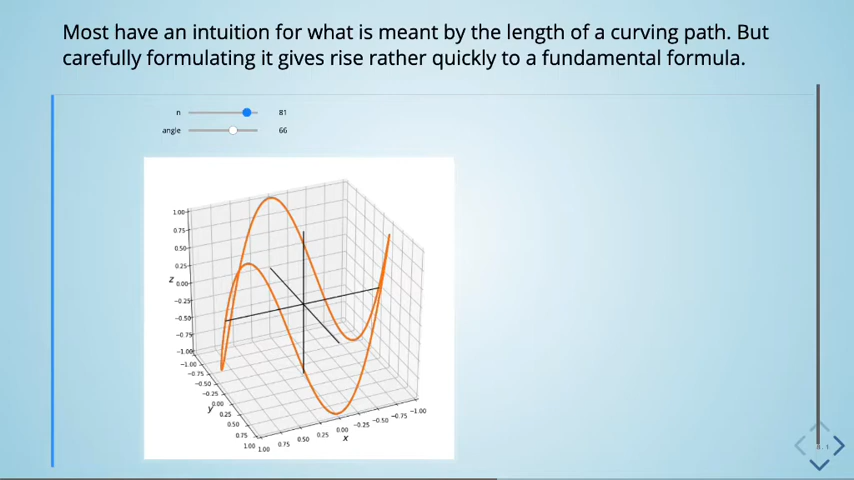 Most have an intuition for what is meant by the length of a curving path. But
carefully formulating it gives rise rather quickly to a fundamental formula.
n 81
angle 66
1.00
0.75
0.50
0.25
z 0.00
−0.25
−0.50
−0.75
−1.00
−1.00
−0.75
−0.50
−0.25
0.00
y 0.25
0.50
0.75
1.00
1.00 0.75 0.50 0.25 0.00 −0.25 −0.50 −0.75 −1.00
x
8.1